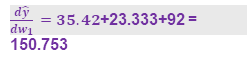 dŷ/dw₁ = 35.42+23.333+92 =
150.753